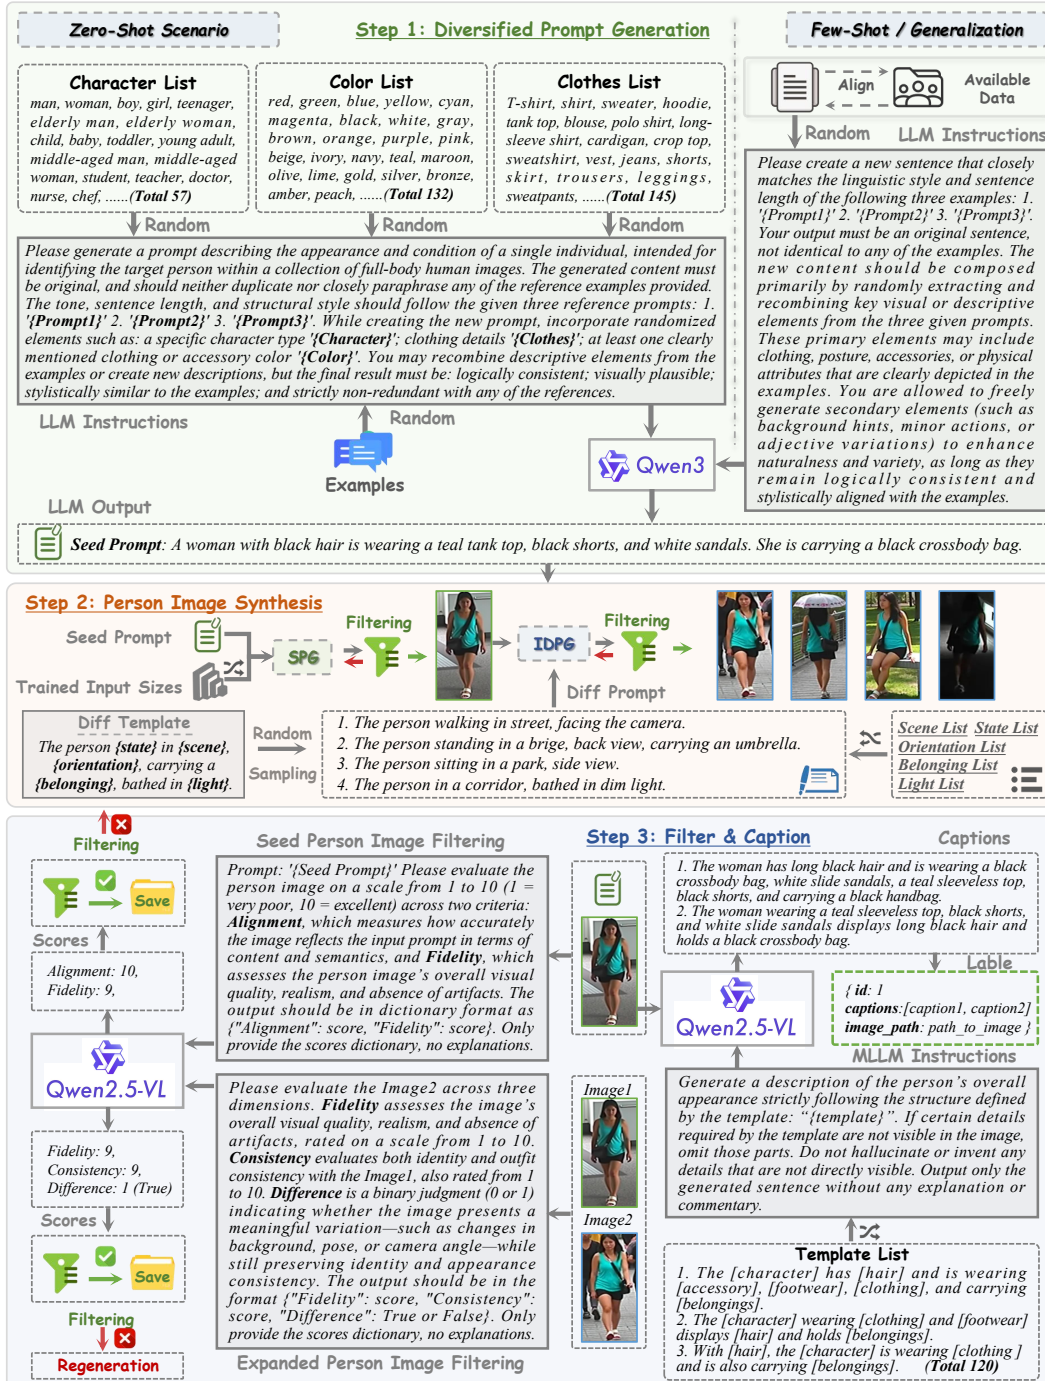 Zero-Shot Scenario
Step 1: Diversified Prompt Generation
Few-Shot / Generalization
Character List
man, woman, boy, girl, teenager,
elderly man, elderly woman,
child, baby, toddler, young adult,
middle-aged man, middle-aged
woman, student, teacher, doctor,
nurse, chef, ......(Total 57)
Color List
red, green, blue, yellow, cyan,
magenta, black, white, gray,
brown, orange, purple, pink,
beige, ivory, navy, teal, maroon,
olive, lime, gold, silver, bronze,
amber, peach, ......(Total 132)
Clothes List
T-shirt, shirt, sweater, hoodie,
tank top, blouse, polo shirt, long-
sleeve shirt, cardigan, crop top,
sweatshirt, vest, jeans, shorts,
skirt, trousers, leggings,
sweatpants, ......(Total 145)
Align
Available
Data
Random
LLM Instructions
Random
Random
Random
Please generate a prompt describing the appearance and condition of a single individual, intended for
identifying the target person within a collection of full-body human images. The generated content must
be original, and should neither duplicate nor closely paraphrase any of the reference examples provided.
The tone, sentence length, and structural style should follow the given three reference prompts: 1.
'{Prompt1}' 2. '{Prompt2}' 3. '{Prompt3}'. While creating the new prompt, incorporate randomized
elements such as: a specific character type '{Character}'; clothing details '{Clothes}'; at least one clearly
mentioned clothing or accessory color '{Color}'. You may recombine descriptive elements from the
examples or create new descriptions, but the final result must be: logically consistent; visually plausible;
stylistically similar to the examples; and strictly non-redundant with any of the references.
Please create a new sentence that closely
matches the linguistic style and sentence
length of the following three examples: 1.
'{Prompt1}' 2. '{Prompt2}' 3. '{Prompt3}'.
Your output must be an original sentence,
not identical to any of the examples. The
new content should be composed
primarily by randomly extracting and
recombining key visual or descriptive
elements from the three given prompts.
These primary elements may include
clothing, posture, accessories, or physical
attributes that are clearly depicted in the
examples. You are allowed to freely
generate secondary elements (such as
background hints, minor actions, or
adjective variations) to enhance
naturalness and variety, as long as they
remain logically consistent and
stylistically aligned with the examples.
LLM Instructions
Random
Examples
Qwen3
LLM Output
Seed Prompt: A woman with black hair is wearing a teal tank top, black shorts, and white sandals. She is carrying a black crossbody bag.
Step 2: Person Image Synthesis
Seed Prompt
Trained Input Sizes
SPG
Filtering
IDPG
Filtering
Diff Prompt
Diff Template
The person {state} in {scene},
{orientation}, carrying a
{belonging}, bathed in {light}.
Random
Sampling
1. The person walking in street, facing the camera.
2. The person standing in a brige, back view, carrying an umbrella.
3. The person sitting in a park, side view.
4. The person in a corridor, bathed in dim light.
Scene List State List
Orientation List
Belonging List
Light List
Filtering
Save
Scores
Alignment: 10,
Fidelity: 9,
Qwen2.5-VL
Fidelity: 9,
Consistency: 9,
Difference: 1 (True)
Scores
Save
Filtering
Regeneration
Seed Person Image Filtering
Prompt: '{Seed Prompt}' Please evaluate the
person image on a scale from 1 to 10 (1 =
very poor, 10 = excellent) across two criteria:
Alignment, which measures how accurately
the image reflects the input prompt in terms of
content and semantics, and Fidelity, which
assesses the person image's overall visual
quality, realism, and absence of artifacts. The
output should be in dictionary format as
{"Alignment": score, "Fidelity": score}. Only
provide the scores dictionary, no explanations.
Please evaluate the Image2 across three
dimensions. Fidelity assesses the image's
overall visual quality, realism, and absence of
artifacts, rated on a scale from 1 to 10.
Consistency evaluates both identity and outfit
consistency with the Image1, also rated from 1
to 10. Difference is a binary judgment (0 or 1)
indicating whether the image presents a
meaningful variation—such as changes in
background, pose, or camera angle—while
still preserving identity and appearance
consistency. The output should be in the
format {"Fidelity": score, "Consistency":
score, "Difference": True or False}. Only
provide the scores dictionary, no explanations.
Expanded Person Image Filtering
Step 3: Filter & Caption
Captions
1. The woman has long black hair and is wearing a black
crossbody bag, white slide sandals, a teal sleeveless top,
black shorts, and carrying a black handbag.
2. The woman wearing a teal sleeveless top, black shorts,
and white slide sandals displays long black hair and
holds a black crossbody bag.
Qwen2.5-VL
Lable
{ id: 1
captions:[caption1, caption2]
image_path: path_to_image }
MLLM Instructions
Image1
Image2
Generate a description of the person's overall
appearance strictly following the structure defined
by the template: “{template}”. If certain details
required by the template are not visible in the image,
omit those parts. Do not hallucinate or invent any
details that are not directly visible. Output only the
generated sentence without any explanation or
commentary.
Template List
1. The [character] has [hair] and is wearing
[accessory], [footwear], [clothing], and carrying
[belongings].
2. The [character] wearing [clothing] and [footwear]
displays [hair] and holds [belongings].
3. With [hair], the [character] is wearing [clothing ]
and is also carrying [belongings]. (Total 120)